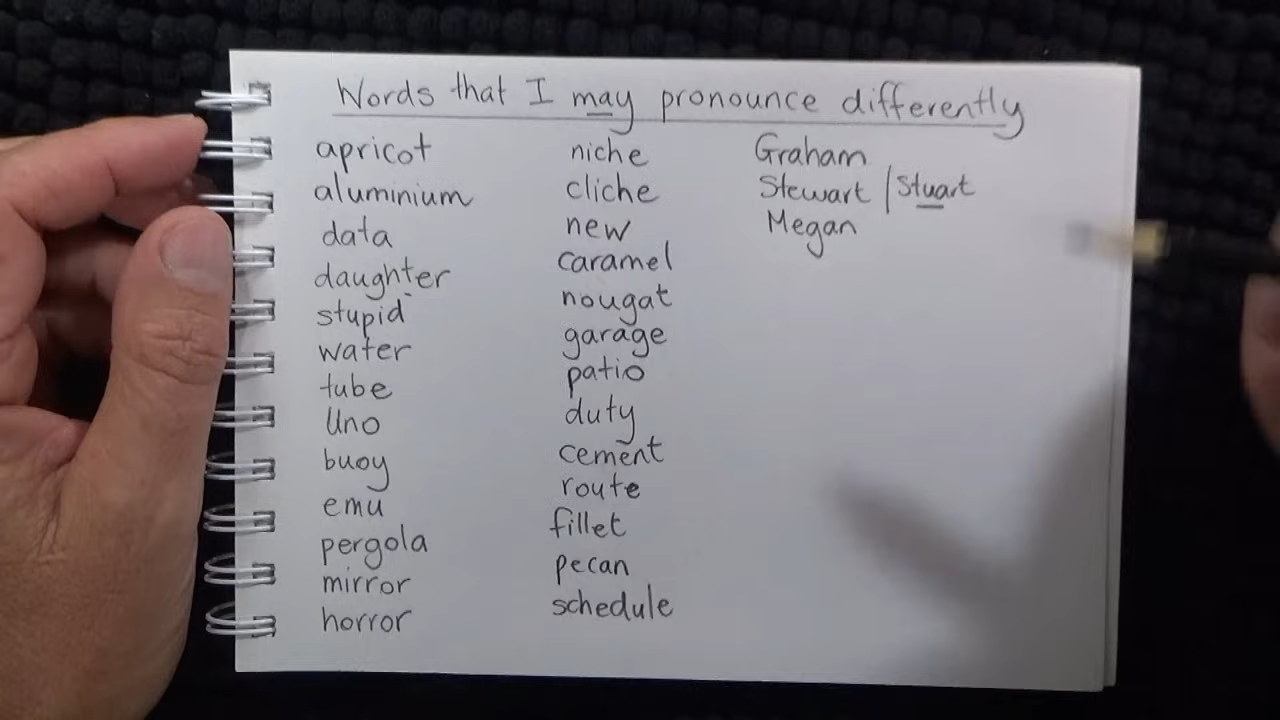 Words that I may pronounce differently
apricot
aluminium
data
daughter
stupid
water
tube
Uno
buoy
emu
pergola
mirror
horror
niche
cliche
new
caramel
nougat
garage
patio
duty
cement
route
fillet
pecan
schedule
Graham
Stewart / Stuart
Megan